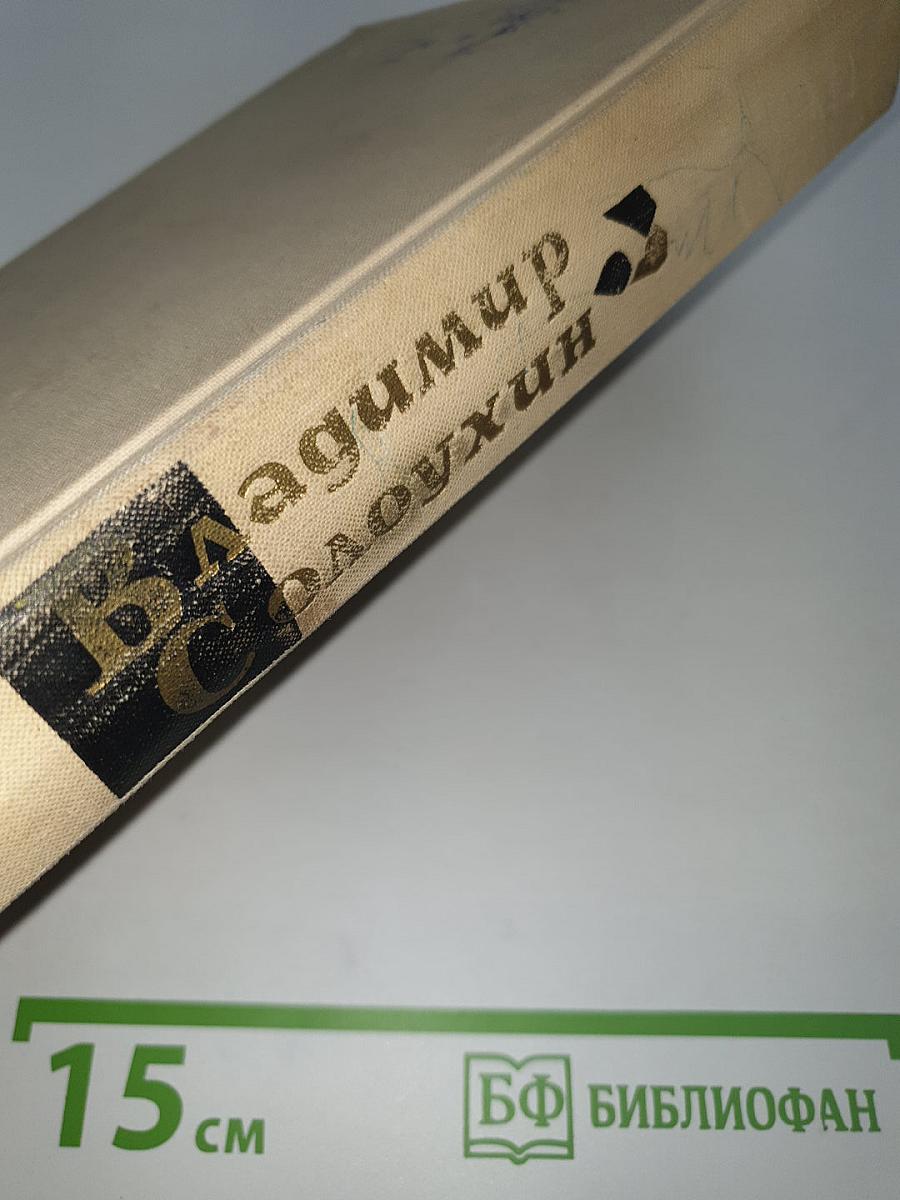 Владимир
Солоухин
15 см
БФ БИБЛИОФАН